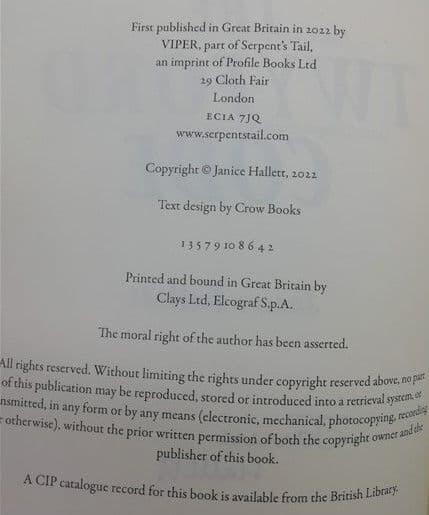 First published in Great Britain in 2022 by
VIPER, part of Serpent's Tail,
an imprint of Profile Books Ltd
29 Cloth Fair
London
EC1A 7JQ
www.serpentstail.com
Copyright © Janice Hallett, 2022
Text design by Crow Books
1 3 5 7 9 10 8 6 4 2
Printed and bound in Great Britain by
Clays Ltd, Elcograf S.p.A.
The moral right of the author has been asserted.
All rights reserved. Without limiting the rights under copyright reserved above, no part
of this publication may be reproduced, stored or introduced into a retrieval system, or
nsmitted, in any form or by any means (electronic, mechanical, photocopying, recording
r otherwise), without the prior written permission of both the copyright owner and the
publisher of this book.
A CIP catalogue record for this book is available from the British Library.